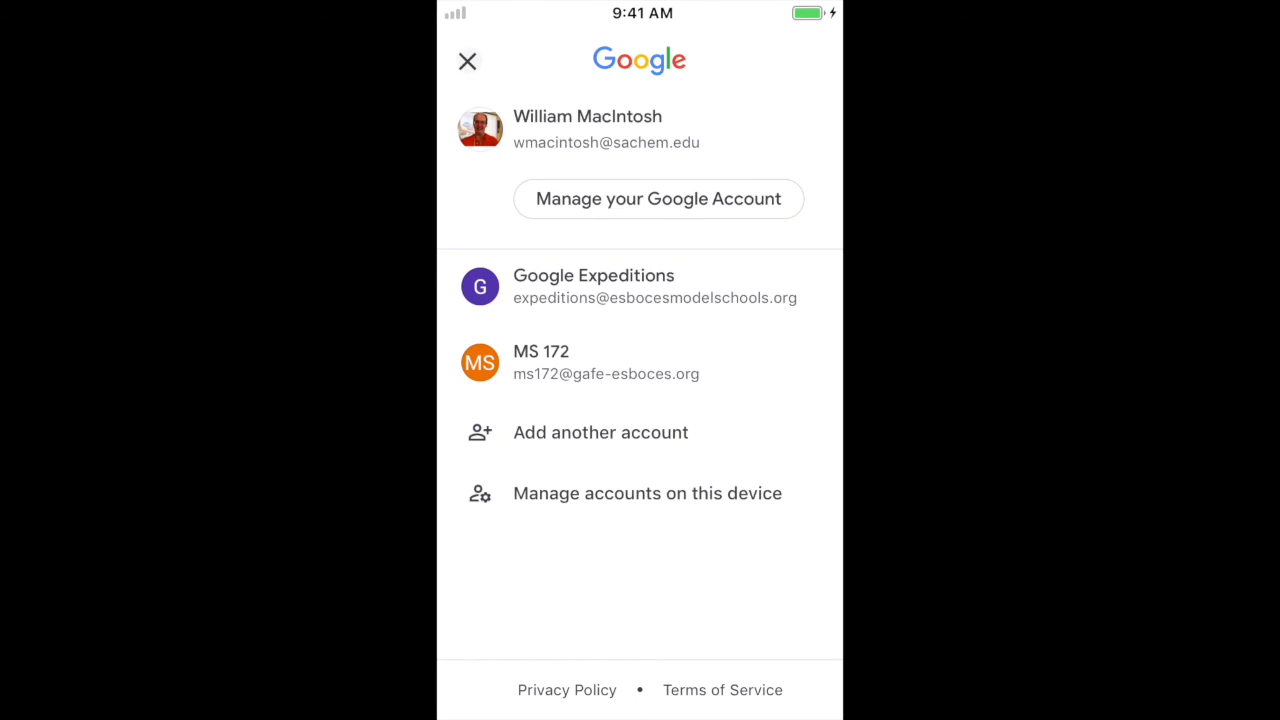 9:41 AM
Google
William MacIntosh
wmacintosh@sachem.edu
Manage your Google Account
G
Google Expeditions
expeditions@esbocesmodelschools.org
MS
MS 172
ms172@gafe-esboces.org
Add another account
Manage accounts on this device
Privacy Policy • Terms of Service